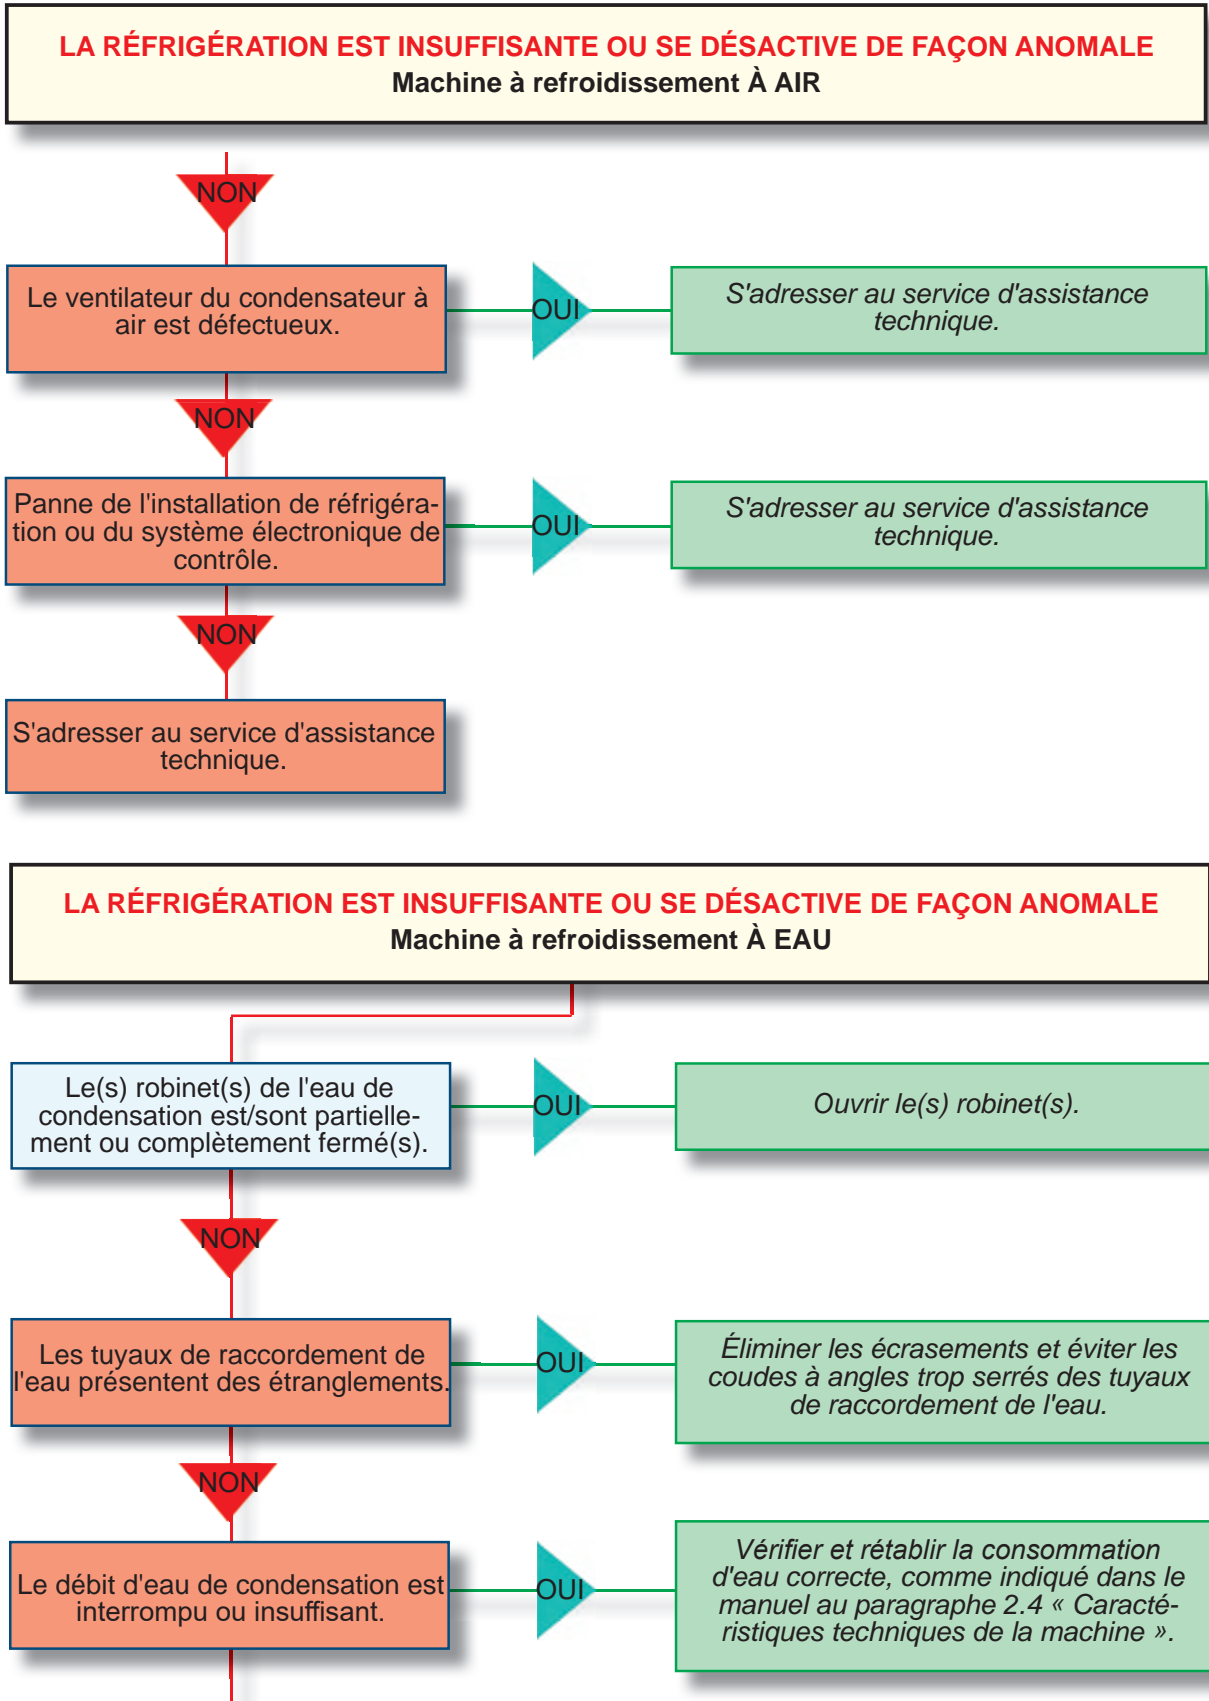 LA RÉFRIGÉRATION EST INSUFFISANTE OU SE DÉSACTIVE DE FAÇON ANOMALE
Machine à refroidissement À AIR
NON
Le ventilateur du condensateur à
air est défectueux.
OUI
S'adresser au service d'assistance
technique.
NON
Panne de l'installation de réfrigéra-
tion ou du système électronique de
contrôle.
OUI
S'adresser au service d'assistance
technique.
NON
S'adresser au service d'assistance
technique.
LA RÉFRIGÉRATION EST INSUFFISANTE OU SE DÉSACTIVE DE FAÇON ANOMALE
Machine à refroidissement À EAU
Le(s) robinet(s) de l'eau de
condensation est/sont partielle-
ment ou complètement fermé(s).
OUI
Ouvrir le(s) robinet(s).
NON
Les tuyaux de raccordement de
l'eau présentent des étranglements.
OUI
Éliminer les écrasements et éviter les
coudes à angles trop serrés des tuyaux
de raccordement de l'eau.
NON
Le débit d'eau de condensation est
interrompu ou insuffisant.
OUI
Vérifier et rétablir la consommation
d'eau correcte, comme indiqué dans le
manuel au paragraphe 2.4 « Caracté-
ristiques techniques de la machine ».